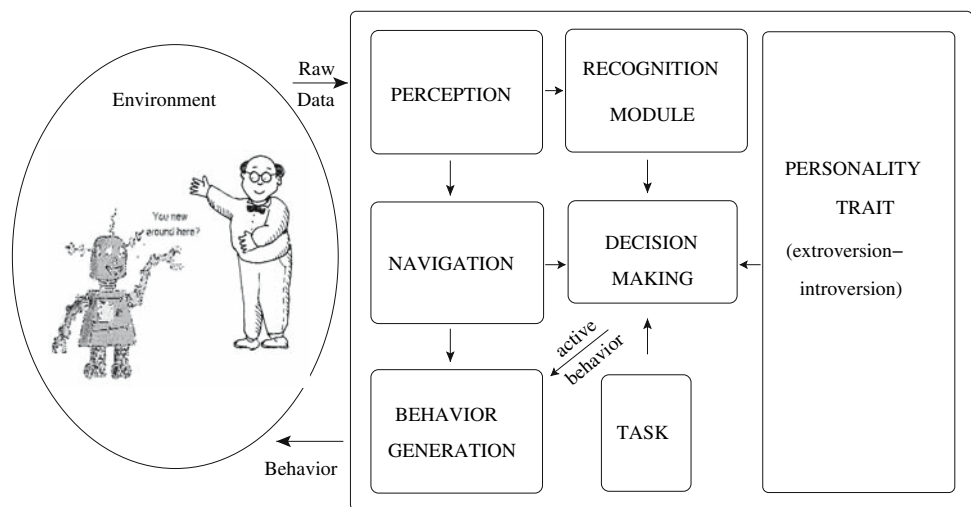 Environment
You new
around here?
Raw
Data
PERCEPTION
RECOGNITION
MODULE
PERSONALITY
TRAIT
(extroversion–
introversion)
NAVIGATION
DECISION
MAKING
active
behavior
BEHAVIOR
GENERATION
TASK
Behavior